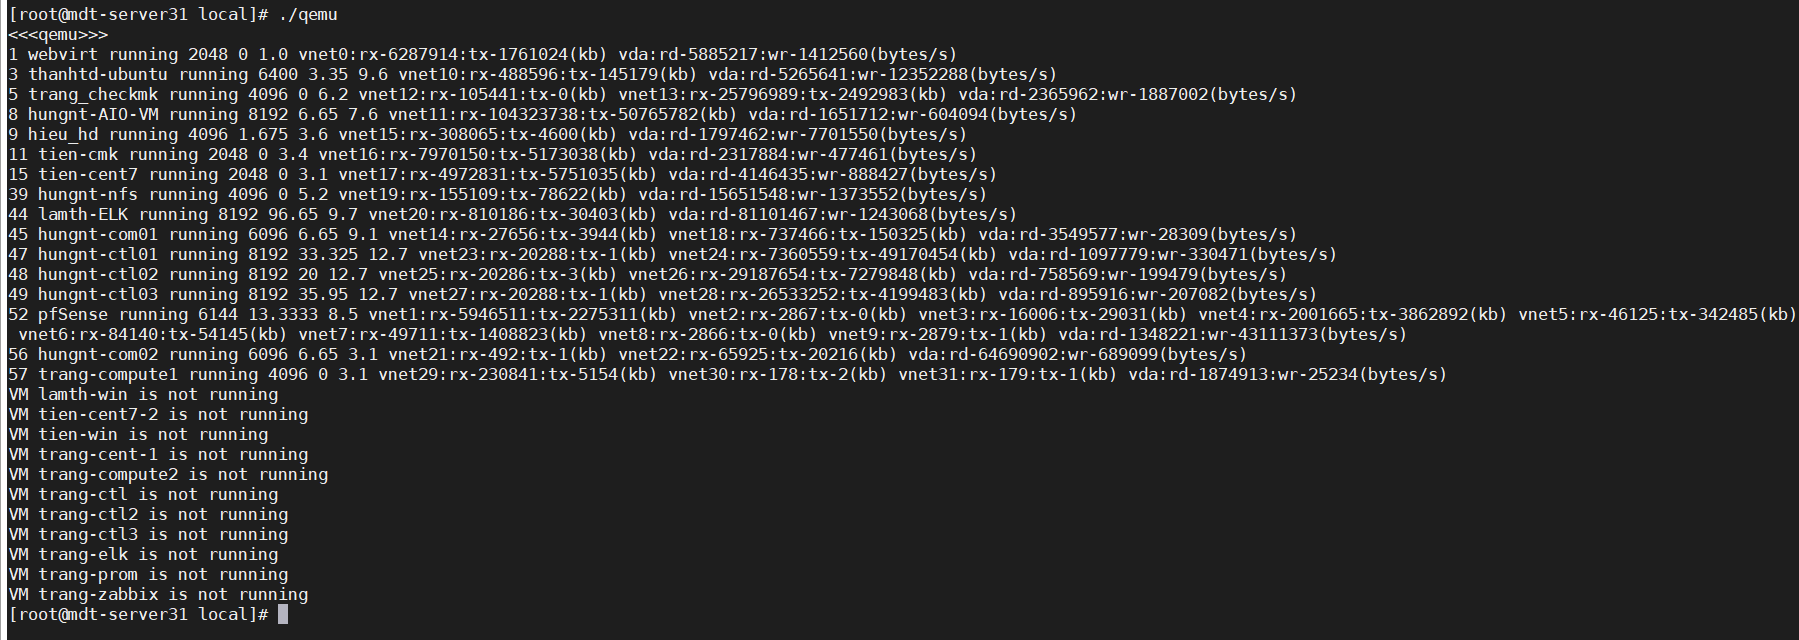 [root@mdt-server31 local]# ./qemu
<<<qemu>>>
1 webvirt running 2048 0 1.0 vnet0:rx-6287914:tx-1761024(kb) vda:rd-5885217:wr-1412560(bytes/s)
3 thanhtd-ubuntu running 6400 3.35 9.6 vnet10:rx-488596:tx-145179(kb) vda:rd-5265641:wr-12352288(bytes/s)
5 trang_checkmk running 4096 0 6.2 vnet12:rx-105441:tx-0(kb) vnet13:rx-25796989:tx-2492983(kb) vda:rd-2365962:wr-1887002(bytes/s)
8 hungnt-AIO-VM running 8192 6.65 7.6 vnet11:rx-104323738:tx-50765782(kb) vda:rd-1651712:wr-604094(bytes/s)
9 hieu_hd running 4096 1.675 3.6 vnet15:rx-308065:tx-4600(kb) vda:rd-1797462:wr-7701550(bytes/s)
11 tien-cmk running 2048 0 3.4 vnet16:rx-7970150:tx-5173038(kb) vda:rd-2317884:wr-477461(bytes/s)
15 tien-cent7 running 2048 0 3.1 vnet17:rx-4972831:tx-5751035(kb) vda:rd-4146435:wr-888427(bytes/s)
39 hungnt-nfs running 4096 0 5.2 vnet19:rx-155109:tx-78622(kb) vda:rd-15651548:wr-1373552(bytes/s)
44 lamth-ELK running 8192 96.65 9.7 vnet20:rx-810186:tx-30403(kb) vda:rd-81101467:wr-1243068(bytes/s)
45 hungnt-com01 running 6096 6.65 9.1 vnet14:rx-27656:tx-3944(kb) vnet18:rx-737466:tx-150325(kb) vda:rd-3549577:wr-28309(bytes/s)
47 hungnt-ctl01 running 8192 33.325 12.7 vnet23:rx-20288:tx-1(kb) vnet24:rx-7360559:tx-49170454(kb) vda:rd-1097779:wr-330471(bytes/s)
48 hungnt-ctl02 running 8192 20 12.7 vnet25:rx-20286:tx-3(kb) vnet26:rx-29187654:tx-7279848(kb) vda:rd-758569:wr-199479(bytes/s)
49 hungnt-ctl03 running 8192 35.95 12.7 vnet27:rx-20288:tx-1(kb) vnet28:rx-26533252:tx-4199483(kb) vda:rd-895916:wr-207082(bytes/s)
52 pfSense running 6144 13.3333 8.5 vnet1:rx-5946511:tx-2275311(kb) vnet2:rx-2867:tx-0(kb) vnet3:rx-16006:tx-29031(kb) vnet4:rx-2001665:tx-3862892(kb) vnet5:rx-46125:tx-342485(kb)
vnet6:rx-84140:tx-54145(kb) vnet7:rx-49711:tx-1408823(kb) vnet8:rx-2866:tx-0(kb) vnet9:rx-2879:tx-1(kb) vda:rd-1348221:wr-43111373(bytes/s)
56 hungnt-com02 running 6096 6.65 3.1 vnet21:rx-492:tx-1(kb) vnet22:rx-65925:tx-20216(kb) vda:rd-64690902:wr-689099(bytes/s)
57 trang-compute1 running 4096 0 3.1 vnet29:rx-230841:tx-5154(kb) vnet30:rx-178:tx-2(kb) vnet31:rx-179:tx-1(kb) vda:rd-1874913:wr-25234(bytes/s)
VM lamth-win is not running
VM tien-cent7-2 is not running
VM tien-win is not running
VM trang-cent-1 is not running
VM trang-compute2 is not running
VM trang-ctl is not running
VM trang-ctl2 is not running
VM trang-ctl3 is not running
VM trang-elk is not running
VM trang-prom is not running
VM trang-zabbix is not running
[root@mdt-server31 local]#